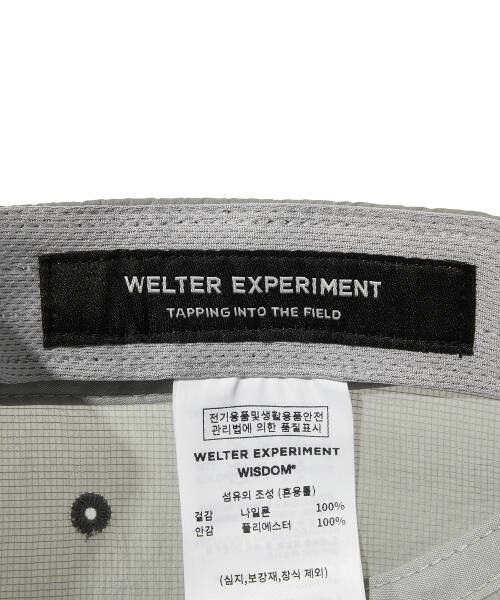 WELTER EXPERIMENT
TAPPING INTO THE FIELD
전기용품및생활용품안전
관리법에 의한 품질표시
WELTER EXPERIMENT
WISDOM®
섬유의 조성 (혼용률)
겉감 나일론 100%
안감 폴리에스터 100%
(심지,보강재,장식 제외)